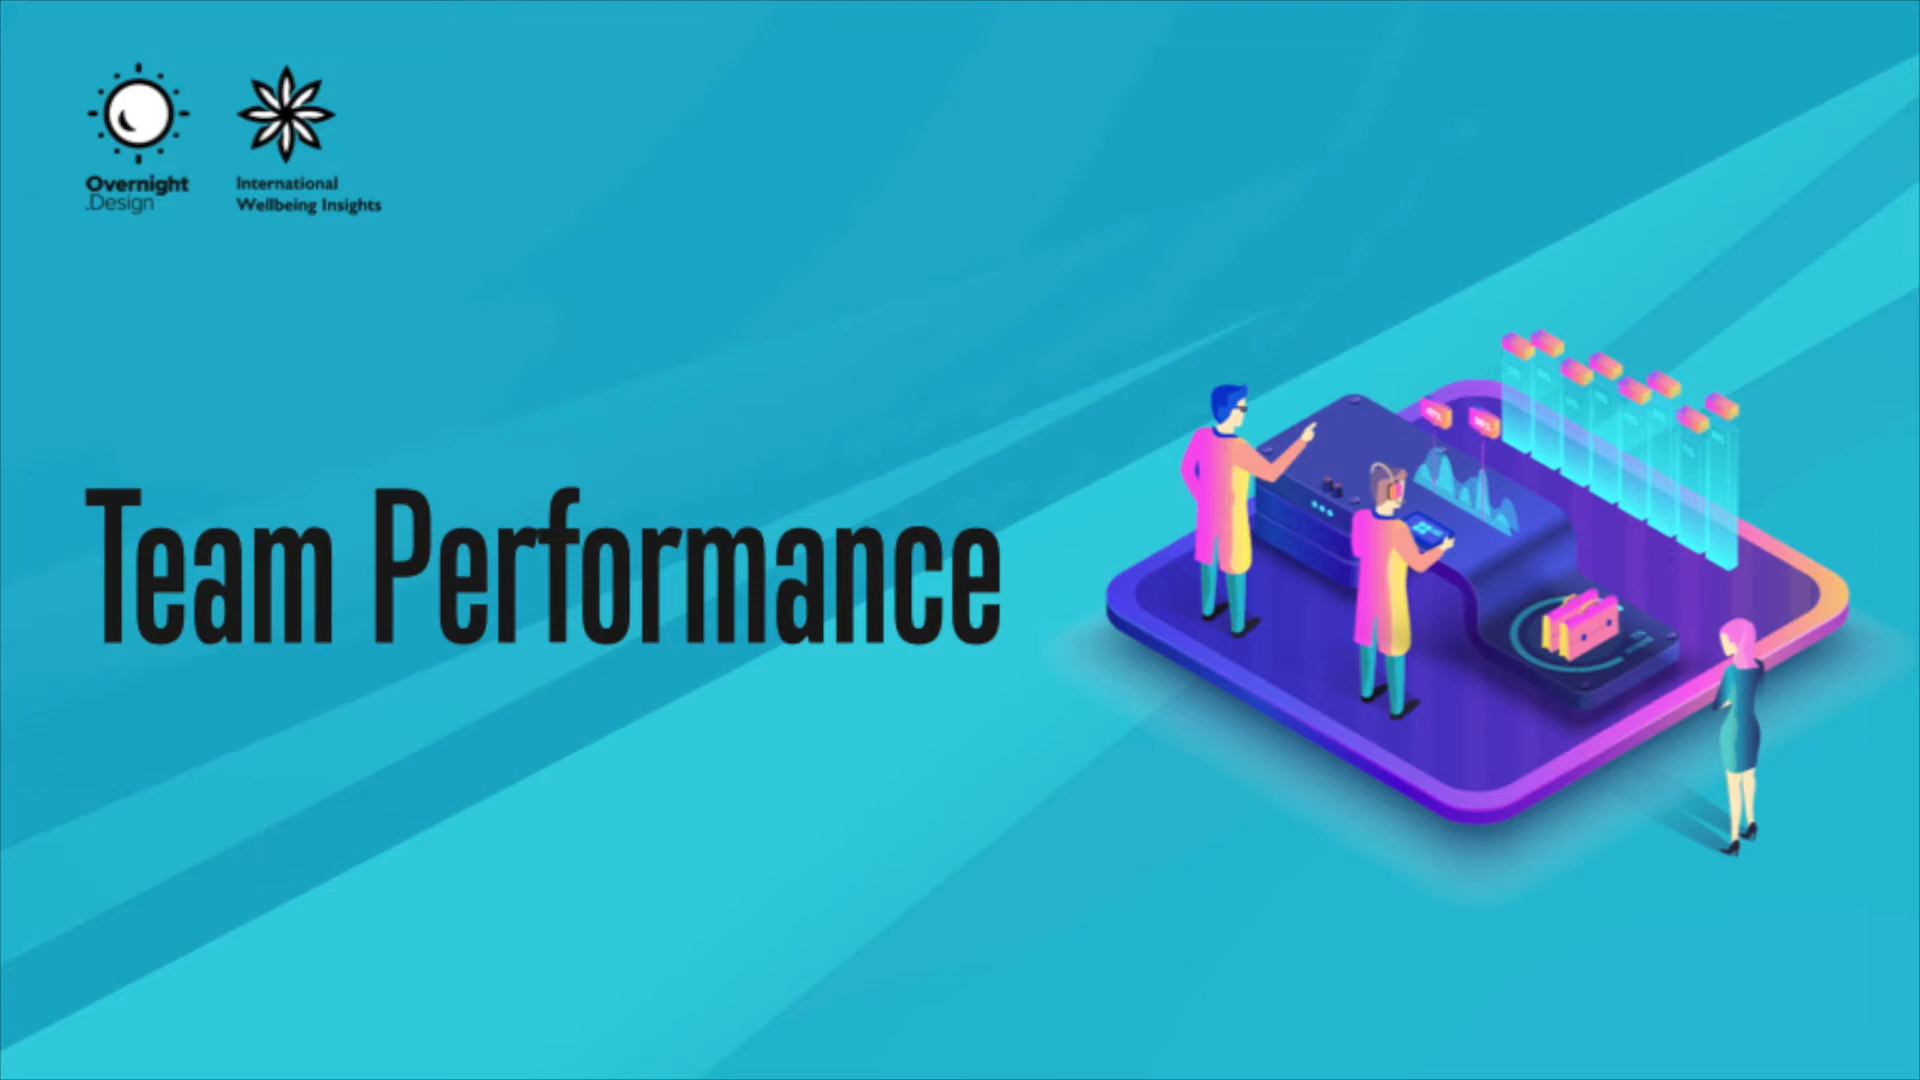 Overnight
.Design
International
Wellbeing Insights
Team Performance